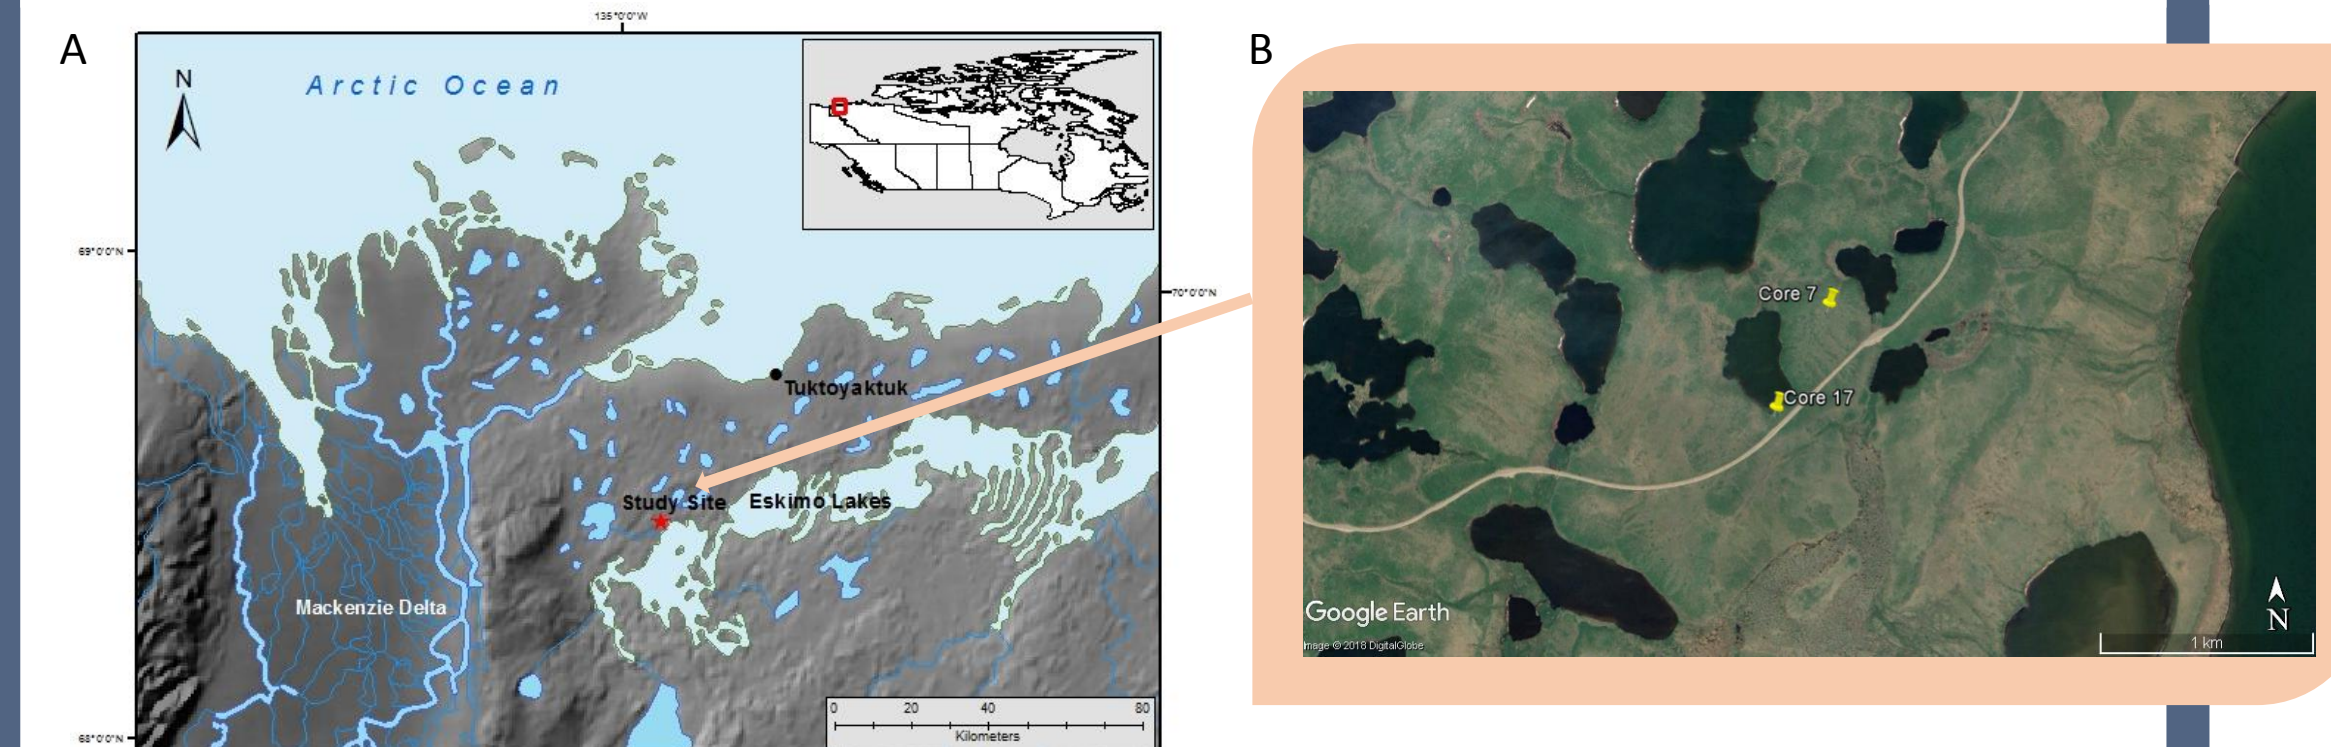 A
135°0'0"W
N
Arctic Ocean
69°0'0"N
70°0'0"N
Tuktoyaktuk
Study Site
Eskimo Lakes
Mackenzie Delta
0 20 40 80
Kilometers
68°0'0"N
B
Core 7
Core 17
Google Earth
Image © 2018 DigitalGlobe
N
1 km